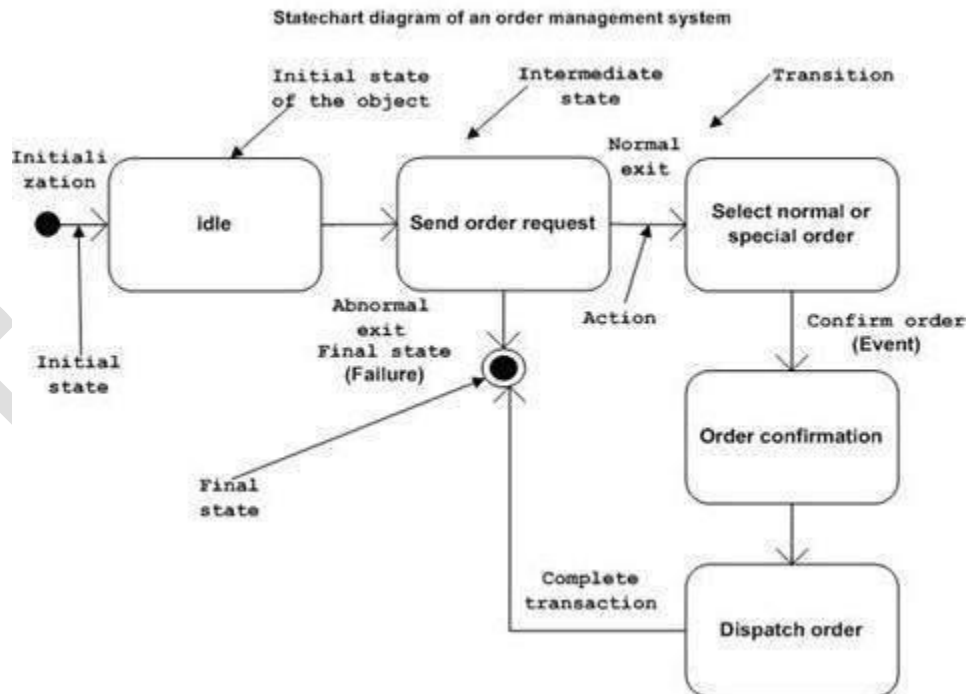 Statechart diagram of an order management system
Initial state
of the object
Intermediate
state
Transition
Initiali
zation
Normal
exit
idle
Send order request
Select normal or
special order
Abnormal
exit
Final state
(Failure)
Action
Confirm order
(Event)
Initial
state
Order confirmation
Final
state
Complete
transaction
Dispatch order